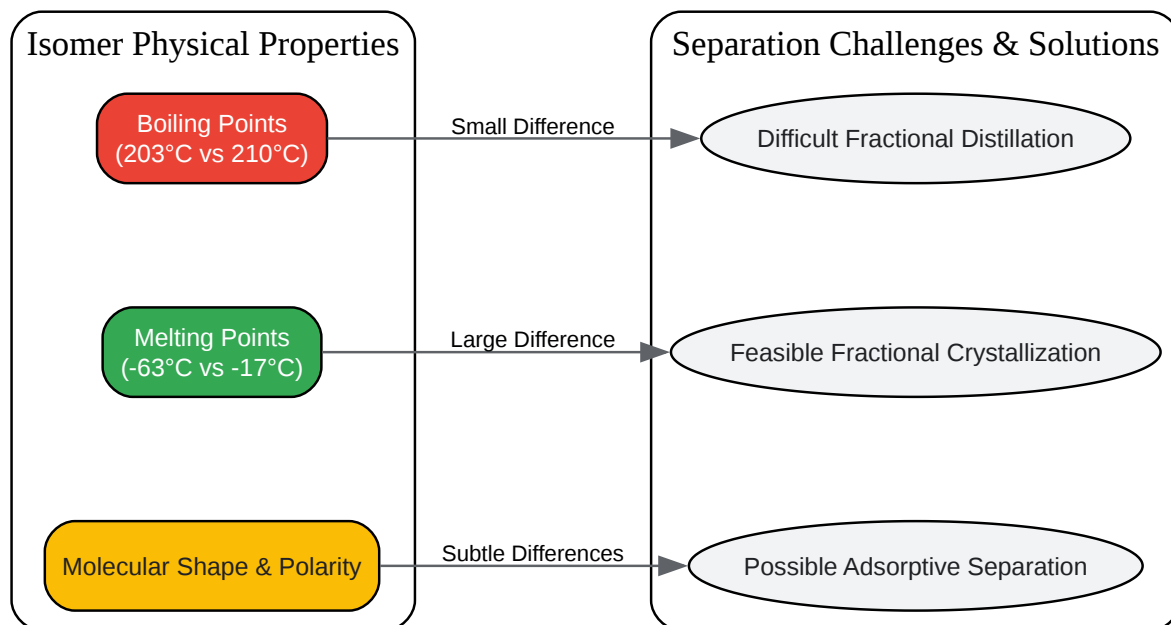 Isomer Physical Properties
Separation Challenges & Solutions
Boiling Points
(203°C vs 210°C)
Small Difference
Difficult Fractional Distillation
Melting Points
(-63°C vs -17°C)
Large Difference
Feasible Fractional Crystallization
Molecular Shape & Polarity
Subtle Differences
Possible Adsorptive Separation